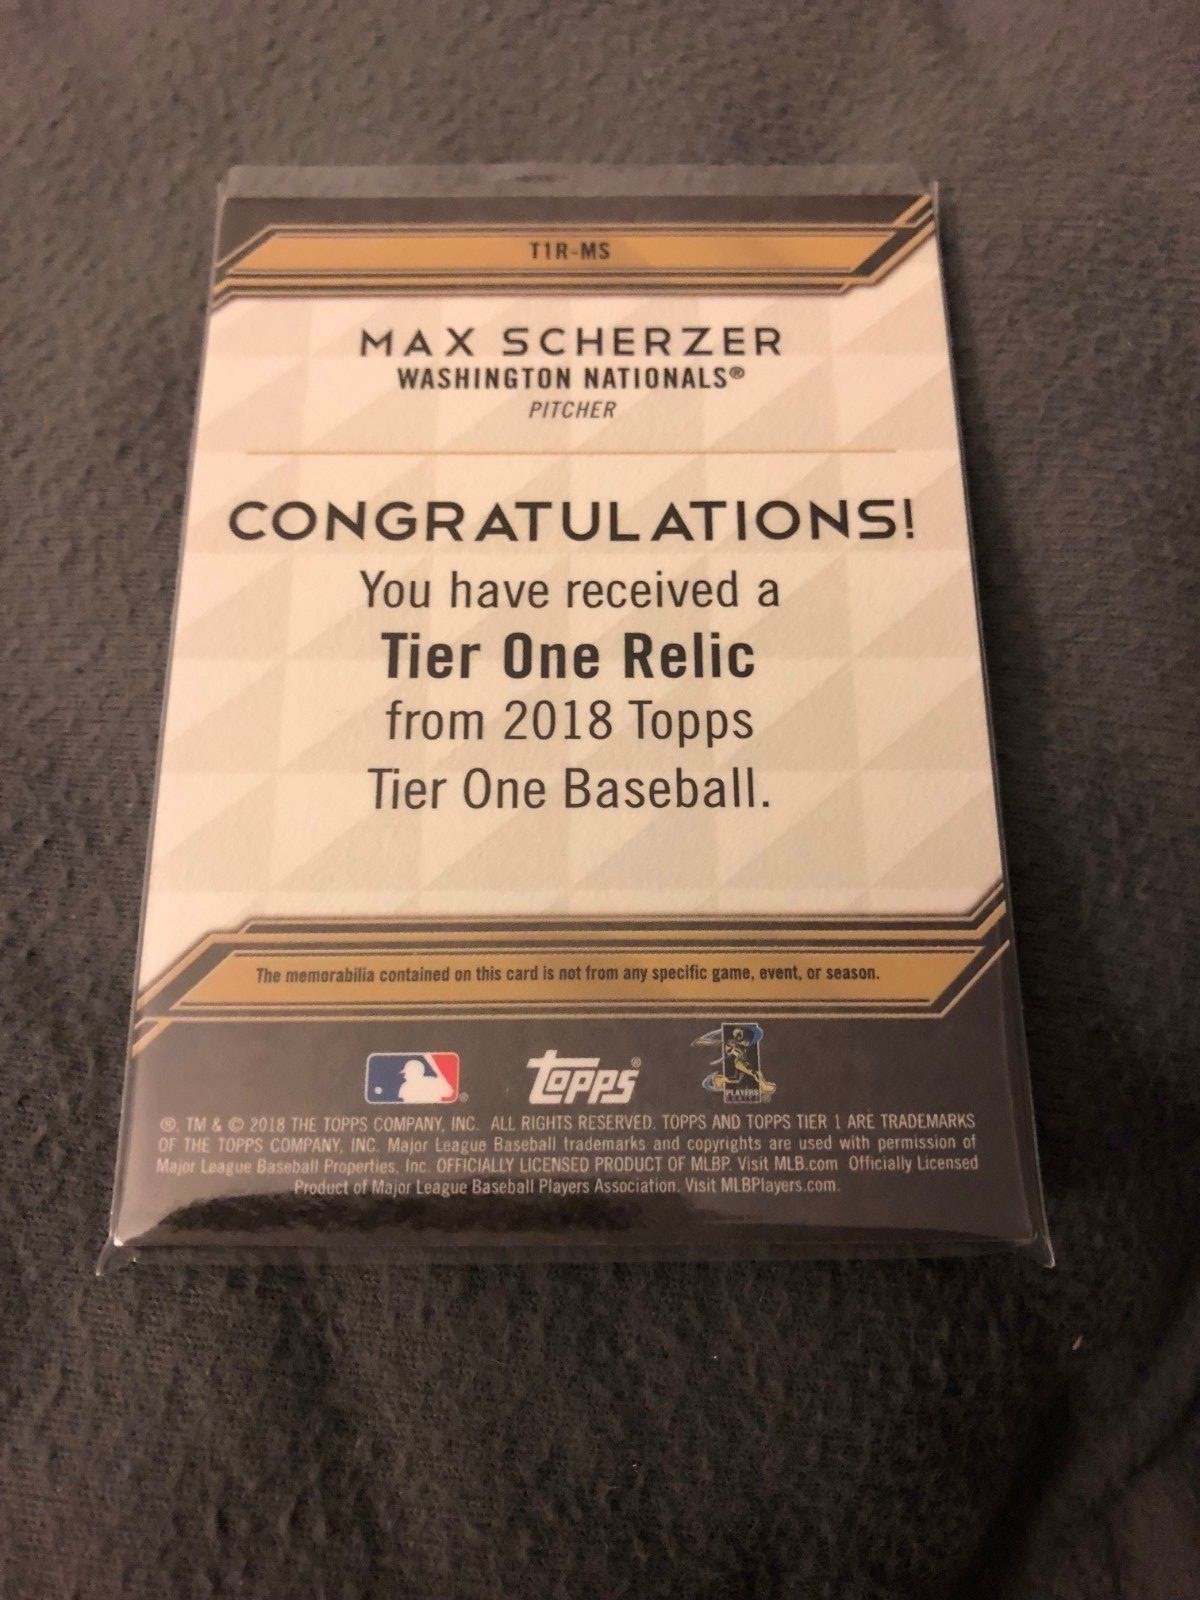 T1R-MS
MAX SCHERZER
WASHINGTON NATIONALS®
PITCHER
CONGRATULATIONS!
You have received a
Tier One Relic
from 2018 Topps
Tier One Baseball.
The memorabilia contained on this card is not from any specific game, event, or season.
topps®
PLAYERS
®, TM & © 2018 THE TOPPS COMPANY, INC. ALL RIGHTS RESERVED. TOPPS AND TOPPS TIER 1 ARE TRADEMARKS
OF THE TOPPS COMPANY, INC. Major League Baseball trademarks and copyrights are used with permission of
Major League Baseball Properties, Inc. OFFICIALLY LICENSED PRODUCT OF MLBP. Visit MLB.com Officially Licensed
Product of Major League Baseball Players Association. Visit MLBPlayers.com.